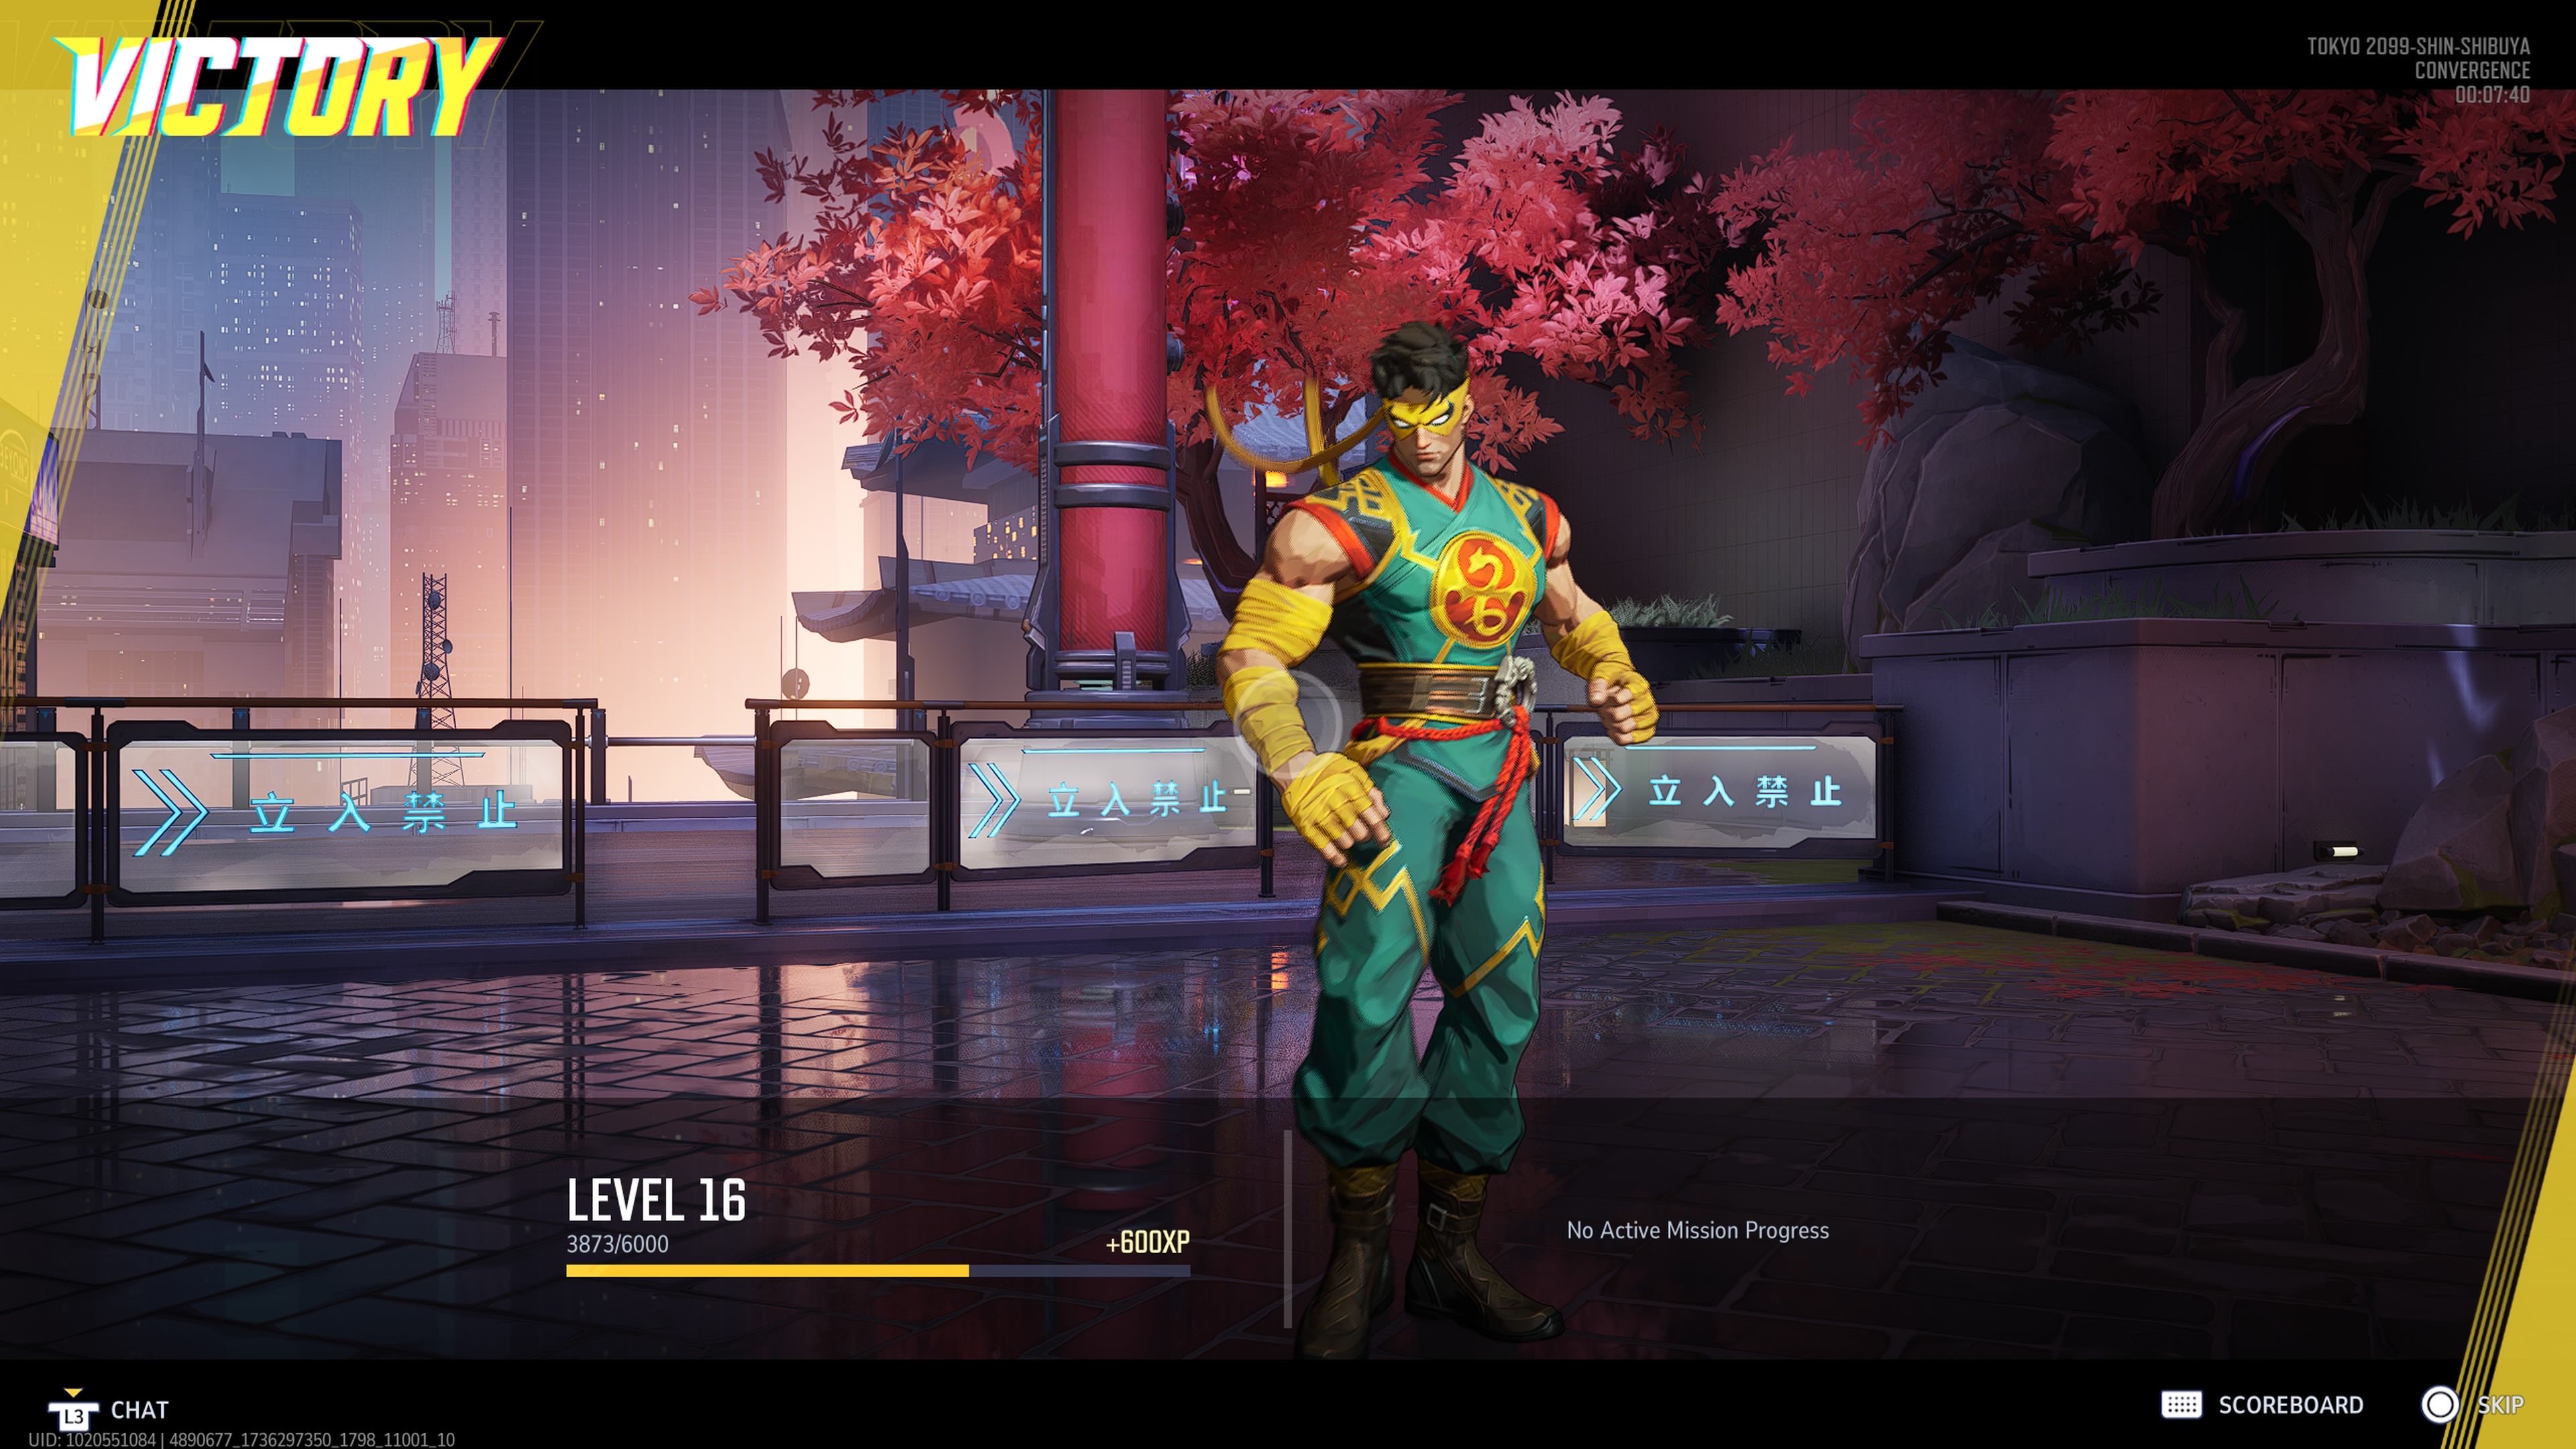 VICTORY
TOKYO 2099-SHIN-SHIBUYA
CONVERGENCE
00:07:40
立入禁止
立入禁止
立入禁止
LEVEL 16
3873/6000
+600XP
No Active Mission Progress
L3 CHAT
SCOREBOARD
SKIP
UID: 1020551084 | 4890677_1736297350_1798_11001_10